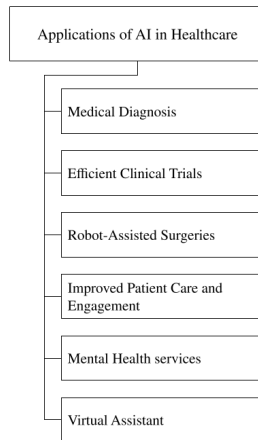 Applications of AI in Healthcare
Medical Diagnosis
Efficient Clinical Trials
Robot-Assisted Surgeries
Improved Patient Care and
Engagement
Mental Health services
Virtual Assistant